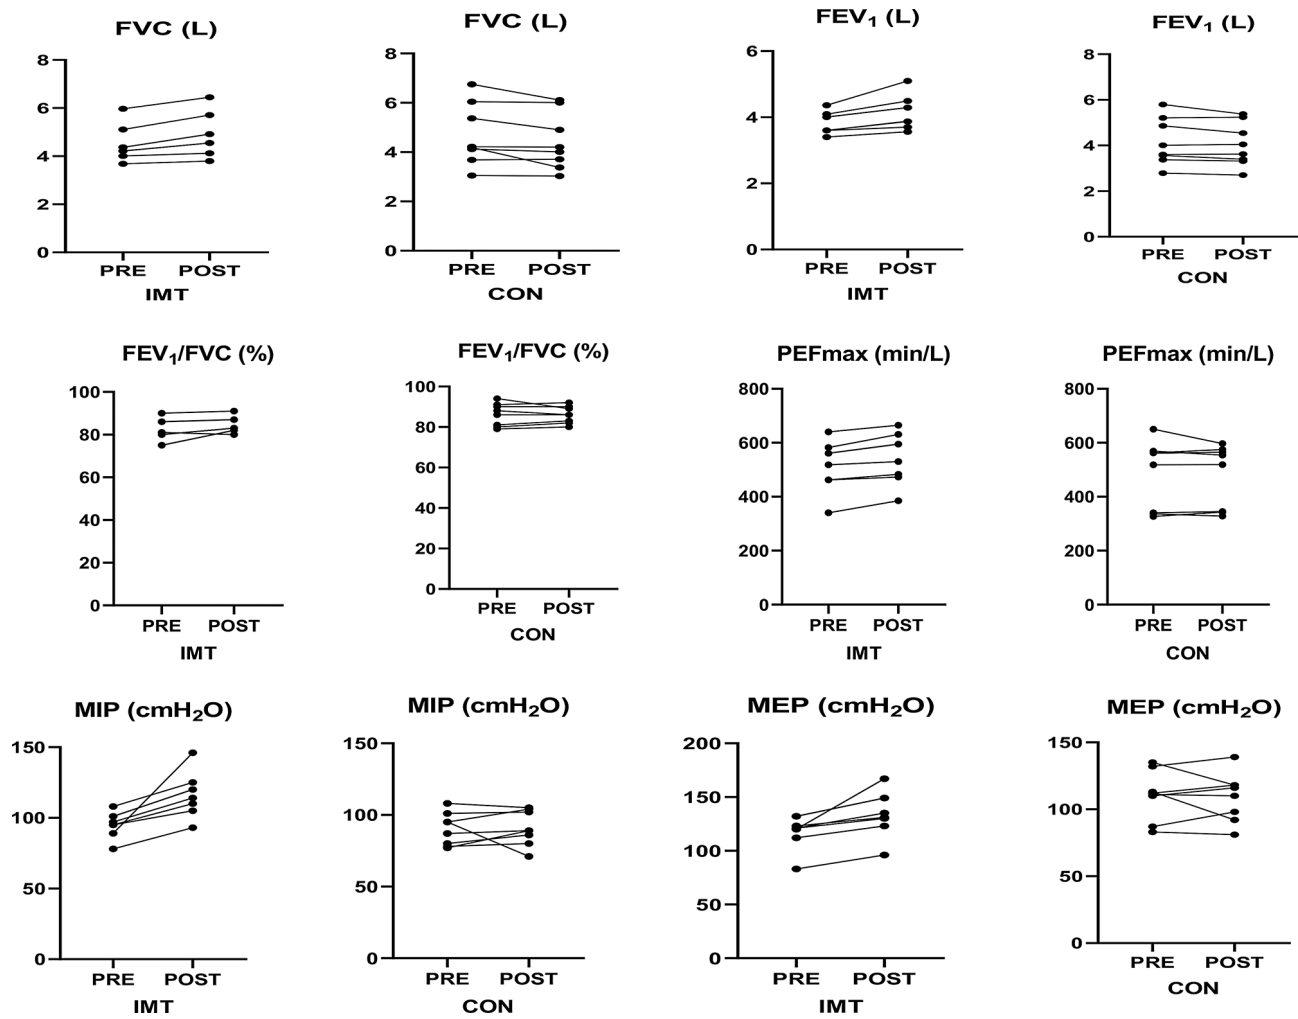 FVC (L)
8
6
4
2
0
PRE POST
IMT
FVC (L)
8
6
4
2
0
PRE POST
CON
FEV₁ (L)
6
4
2
0
PRE POST
IMT
FEV₁ (L)
8
6
4
2
0
PRE POST
CON
FEV₁/FVC (%)
100
80
60
40
20
0
PRE POST
IMT
FEV₁/FVC (%)
100
80
60
40
20
0
PRE POST
CON
PEFmax (min/L)
800
600
400
200
0
PRE POST
IMT
PEFmax (min/L)
800
600
400
200
0
PRE POST
CON
MIP (cmH₂O)
150
100
50
0
PRE POST
IMT
MIP (cmH₂O)
150
100
50
0
PRE POST
CON
MEP (cmH₂O)
200
150
100
50
0
PRE POST
IMT
MEP (cmH₂O)
150
100
50
0
PRE POST
CON